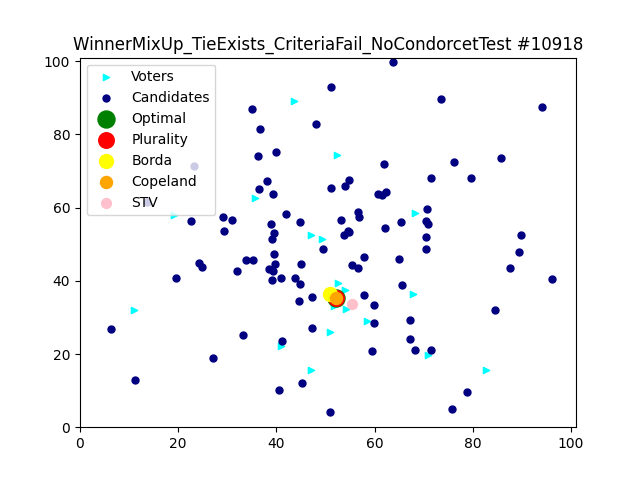 WinnerMixUp_TieExists_CriteriaFail_NoCondorcetTest #10918
100
80
60
40
20
0
Voters
Candidates
Optimal
Plurality
Borda
Copeland
STV
0 20 40 60 80 100